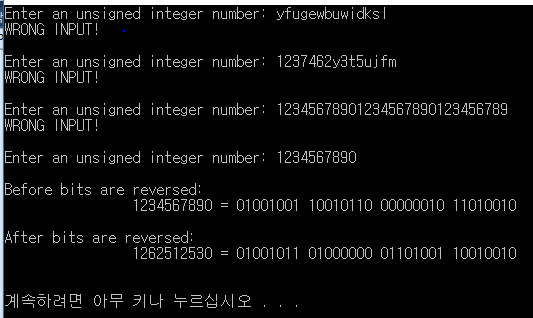 Enter an unsigned integer number: yfugewbuwidksl
WRONG INPUT!
Enter an unsigned integer number: 1237462y3t5ujfm
WRONG INPUT!
Enter an unsigned integer number: 12345678901234567890123456789
WRONG INPUT!
Enter an unsigned integer number: 1234567890
Before bits are reversed:
1234567890 = 01001001 10010110 00000010 11010010
After bits are reversed:
1262512530 = 01001011 01000000 01101001 10010010
계속하려면 아무 키나 누르십시오 . . .